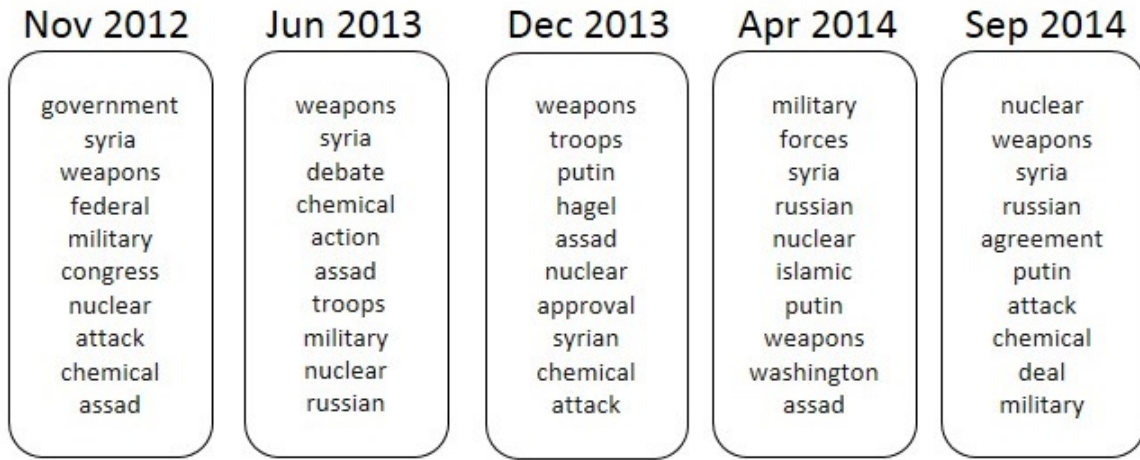 Nov 2012
government
syria
weapons
federal
military
congress
nuclear
attack
chemical
assad
Jun 2013
weapons
syria
debate
chemical
action
assad
troops
military
nuclear
russian
Dec 2013
weapons
troops
putin
hagel
assad
nuclear
approval
syrian
chemical
attack
Apr 2014
military
forces
syria
russian
nuclear
islamic
putin
weapons
washington
assad
Sep 2014
nuclear
weapons
syria
russian
agreement
putin
attack
chemical
deal
military